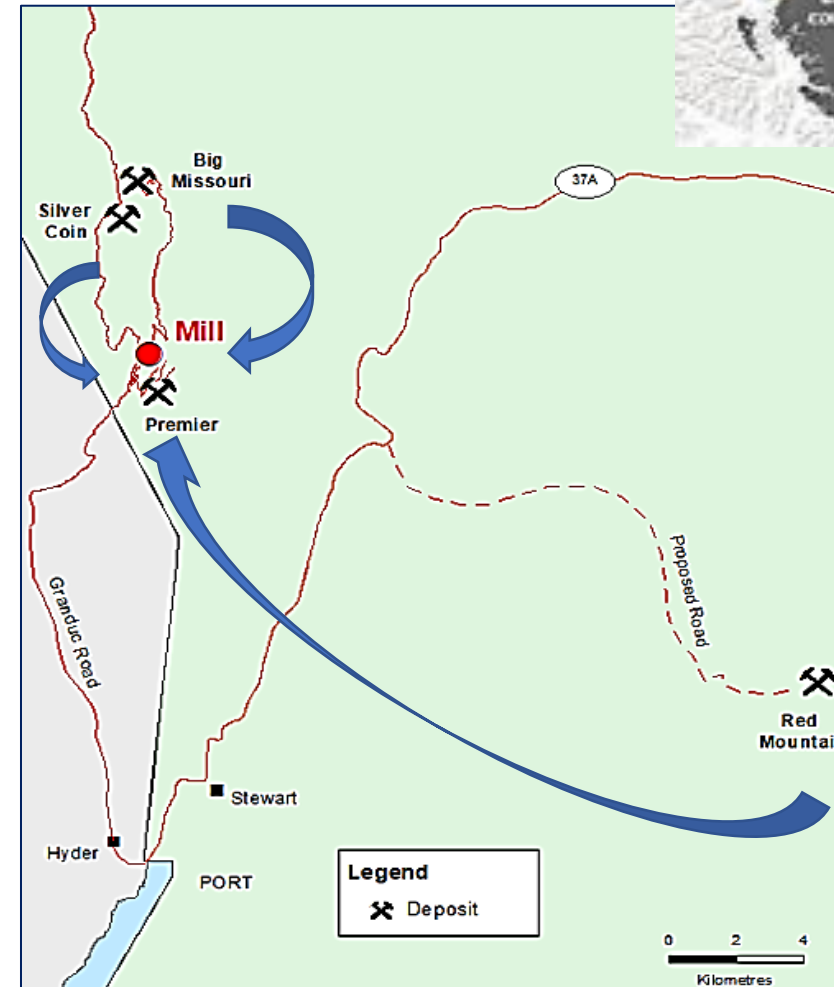 Big
Missouri
Silver
Coin
37A
Mill
Premier
Proposed Road
Granduc Road
Red
Mountai
Stewart
Hyder
PORT
Legend
Deposit
0 2 4
Kilometres